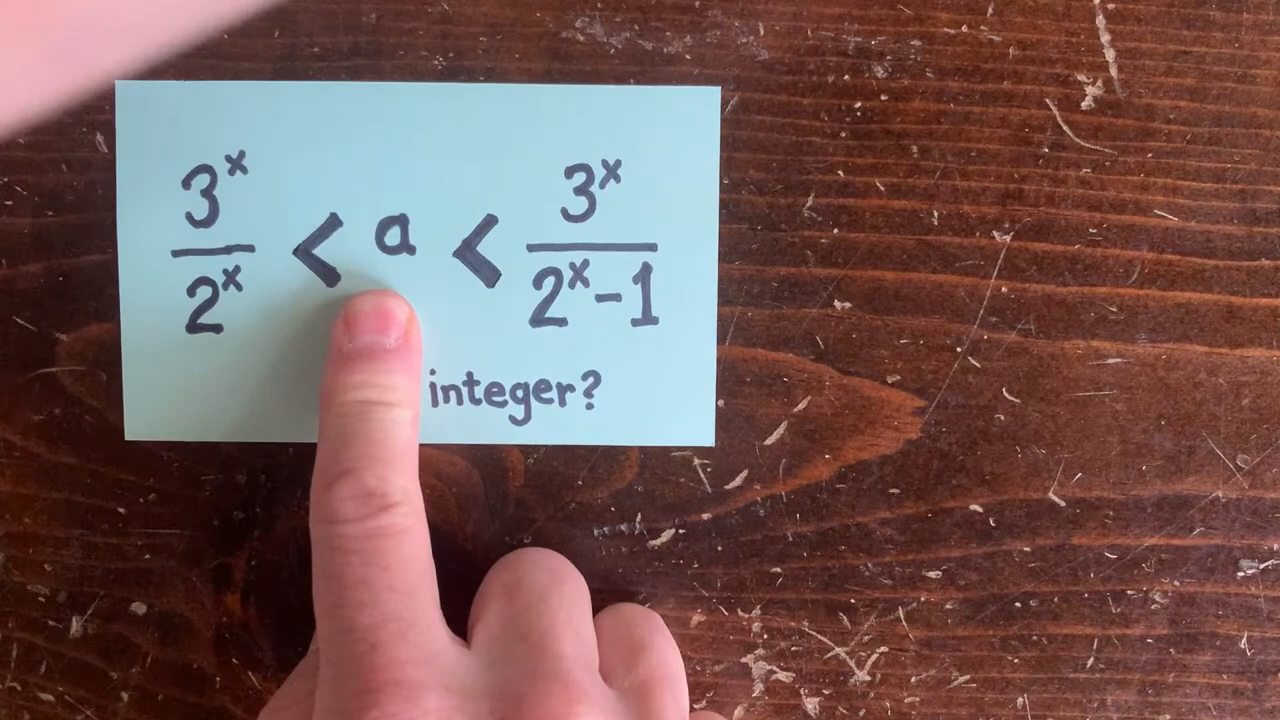 3^x / 2^x < a < 3^x / 2^x-1
integer?